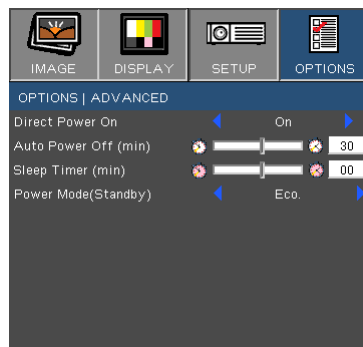 IMAGE DISPLAY SETUP OPTIONS
OPTIONS | ADVANCED
Direct Power On On
Auto Power Off (min) 30
Sleep Timer (min) 00
Power Mode(Standby) Eco.